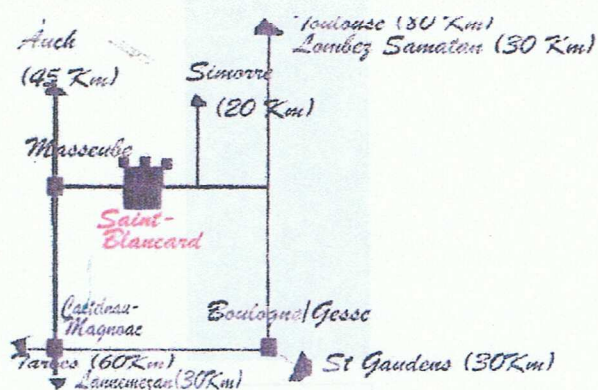 Auch
(45 Km)
Toulouse (80 Km)
Lombez Samatan (30 Km)
Simorre
(20 Km)
Masseube
Saint-
Blancard
Castelnau-
Magnoac
Boulogne/Gesse
Tarbes (60Km)
Lannemezan(30Km)
St Gaudens (30Km)